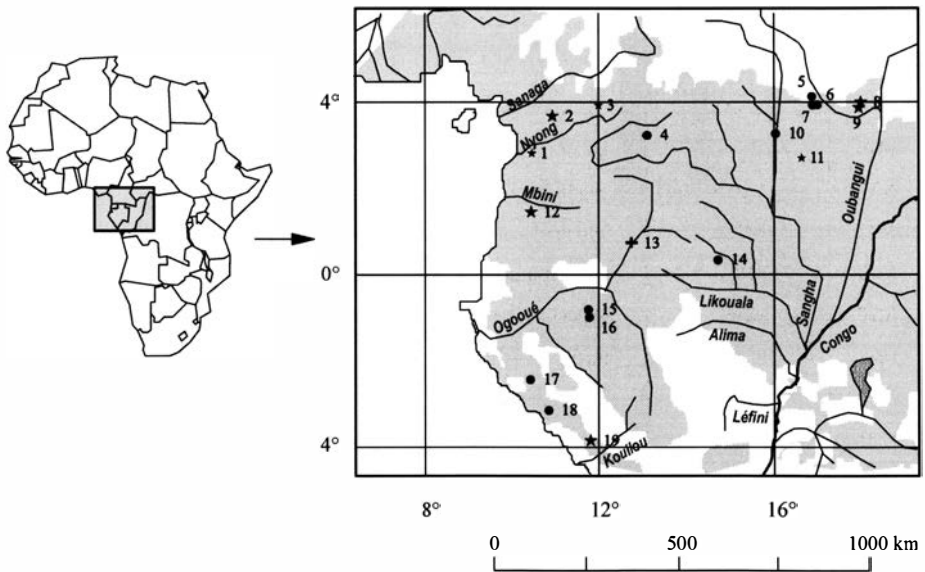 4°
0°
4°
8°
12°
16°
Sanaga
Nyong
Mbini
Ogooué
Kouilou
Likouala
Alima
Léfini
Sangha
Oubangui
Congo
1
2
3
4
5
6
7
8
9
10
11
12
13
14
15
16
17
18
19
0
500
1000 km